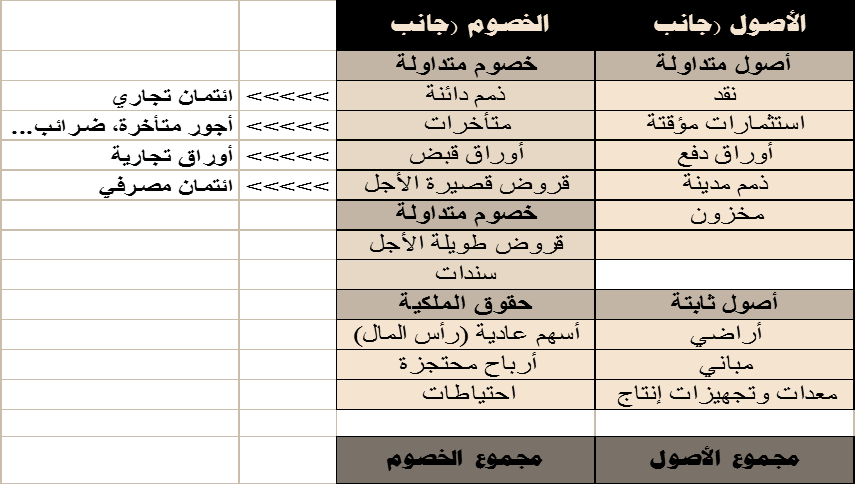 الأصول (جانب الخصوم (جانب
أصول متداولة خصوم متداولة
نقد ذمم دائنة >>>>> ائتمان تجاري
استثمارات مؤقتة متأخرات >>>>> أجور متأخرة، ضرائب...
أوراق دفع أوراق قبض >>>>> أوراق تجارية
ذمم مدينة قروض قصيرة الأجل >>>>> ائتمان مصرفي
مخزون خصوم متداولة
قروض طويلة الأجل
سندات
أصول ثابتة حقوق الملكية
أراضي أسهم عادية (رأس المال)
مباني أرباح محتجزة
معدات وتجهيزات إنتاج احتياطات
مجموع الأصول مجموع الخصوم